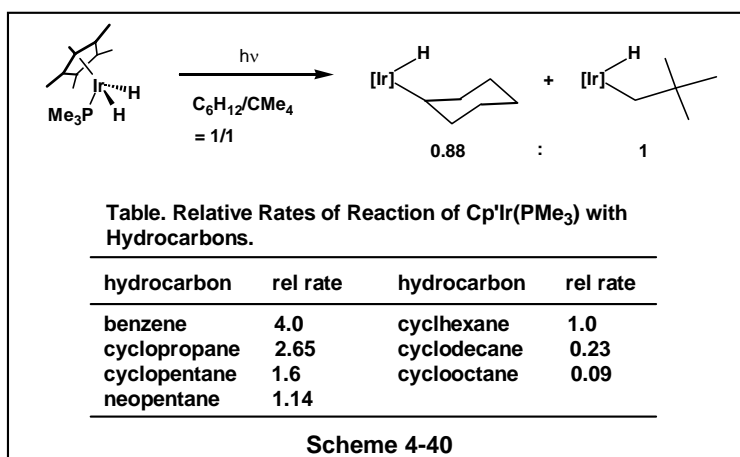 Ir
H
H
Me3P
hν
C6H12/CMe4
= 1/1
[Ir]
H
+
[Ir]
H
0.88 : 1
Table. Relative Rates of Reaction of Cp'Ir(PMe3) with
Hydrocarbons.
hydrocarbon rel rate hydrocarbon rel rate
benzene 4.0 cyclhexane 1.0
cyclopropane 2.65 cyclodecane 0.23
cyclopentane 1.6 cyclooctane 0.09
neopentane 1.14
Scheme 4-40